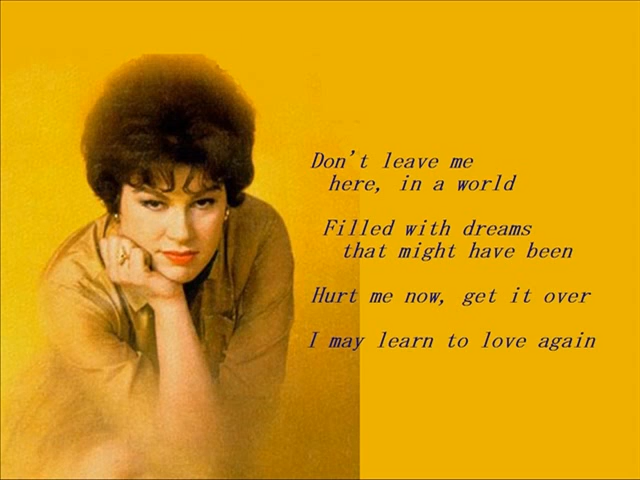 Don't leave me
here, in a world
Filled with dreams
that might have been
Hurt me now, get it over
I may learn to love again